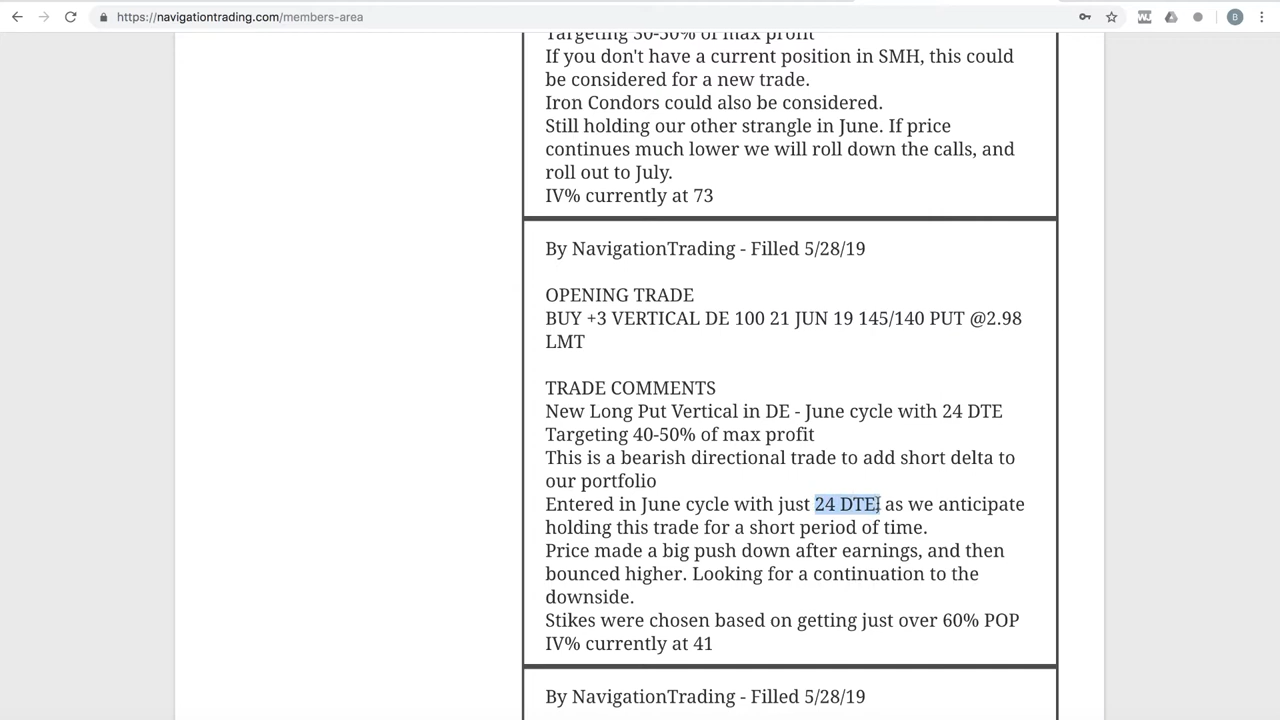 https://navigationtrading.com/members-area
B
Targeting 30-50% of max profit
If you don't have a current position in SMH, this could
be considered for a new trade.
Iron Condors could also be considered.
Still holding our other strangle in June. If price
continues much lower we will roll down the calls, and
roll out to July.
IV% currently at 73
By NavigationTrading - Filled 5/28/19
OPENING TRADE
BUY +3 VERTICAL DE 100 21 JUN 19 145/140 PUT @2.98
LMT
TRADE COMMENTS
New Long Put Vertical in DE - June cycle with 24 DTE
Targeting 40-50% of max profit
This is a bearish directional trade to add short delta to
our portfolio
Entered in June cycle with just 24 DTE, as we anticipate
holding this trade for a short period of time.
Price made a big push down after earnings, and then
bounced higher. Looking for a continuation to the
downside.
Stikes were chosen based on getting just over 60% POP
IV% currently at 41
By NavigationTrading - Filled 5/28/19